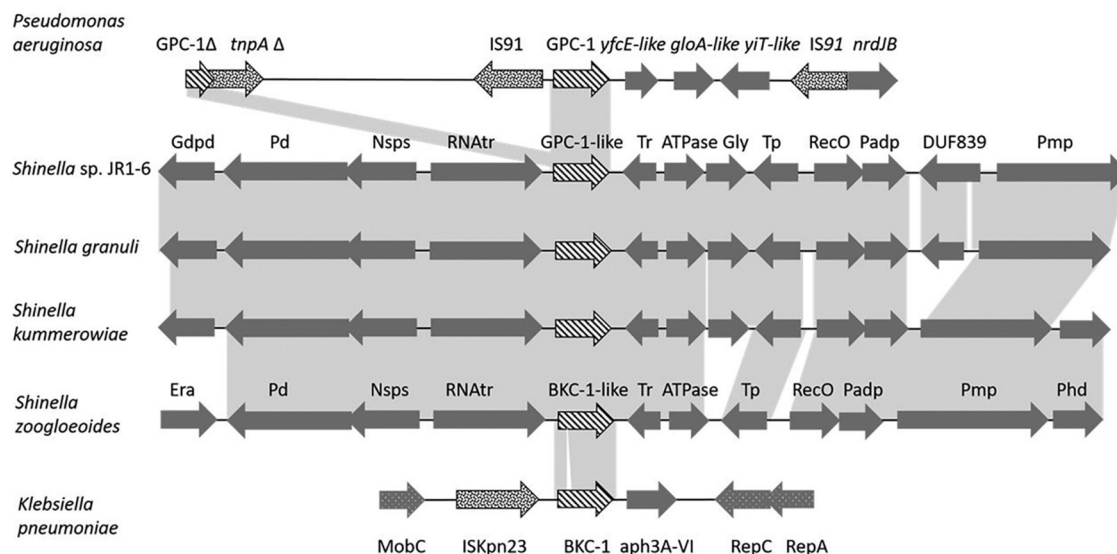 Pseudomonas
aeruginosa
GPC-1Δ tnpA Δ IS91 GPC-1 yfcE-like gloA-like yiT-like IS91 nrdJB
Gdpd Pd Nsps RNAtr GPC-1-like Tr ATPase Gly Tp RecO Padp DUF839 Pmp
Shinella sp. JR1-6
Shinella granuli
Shinella
kummerowiae
Era Pd Nsps RNAtr BKC-1-like Tr ATPase Tp RecO Padp Pmp Phd
Shinella
zoogloeoides
Klebsiella
pneumoniae
MobC ISKpn23 BKC-1 aph3A-VI RepC RepA